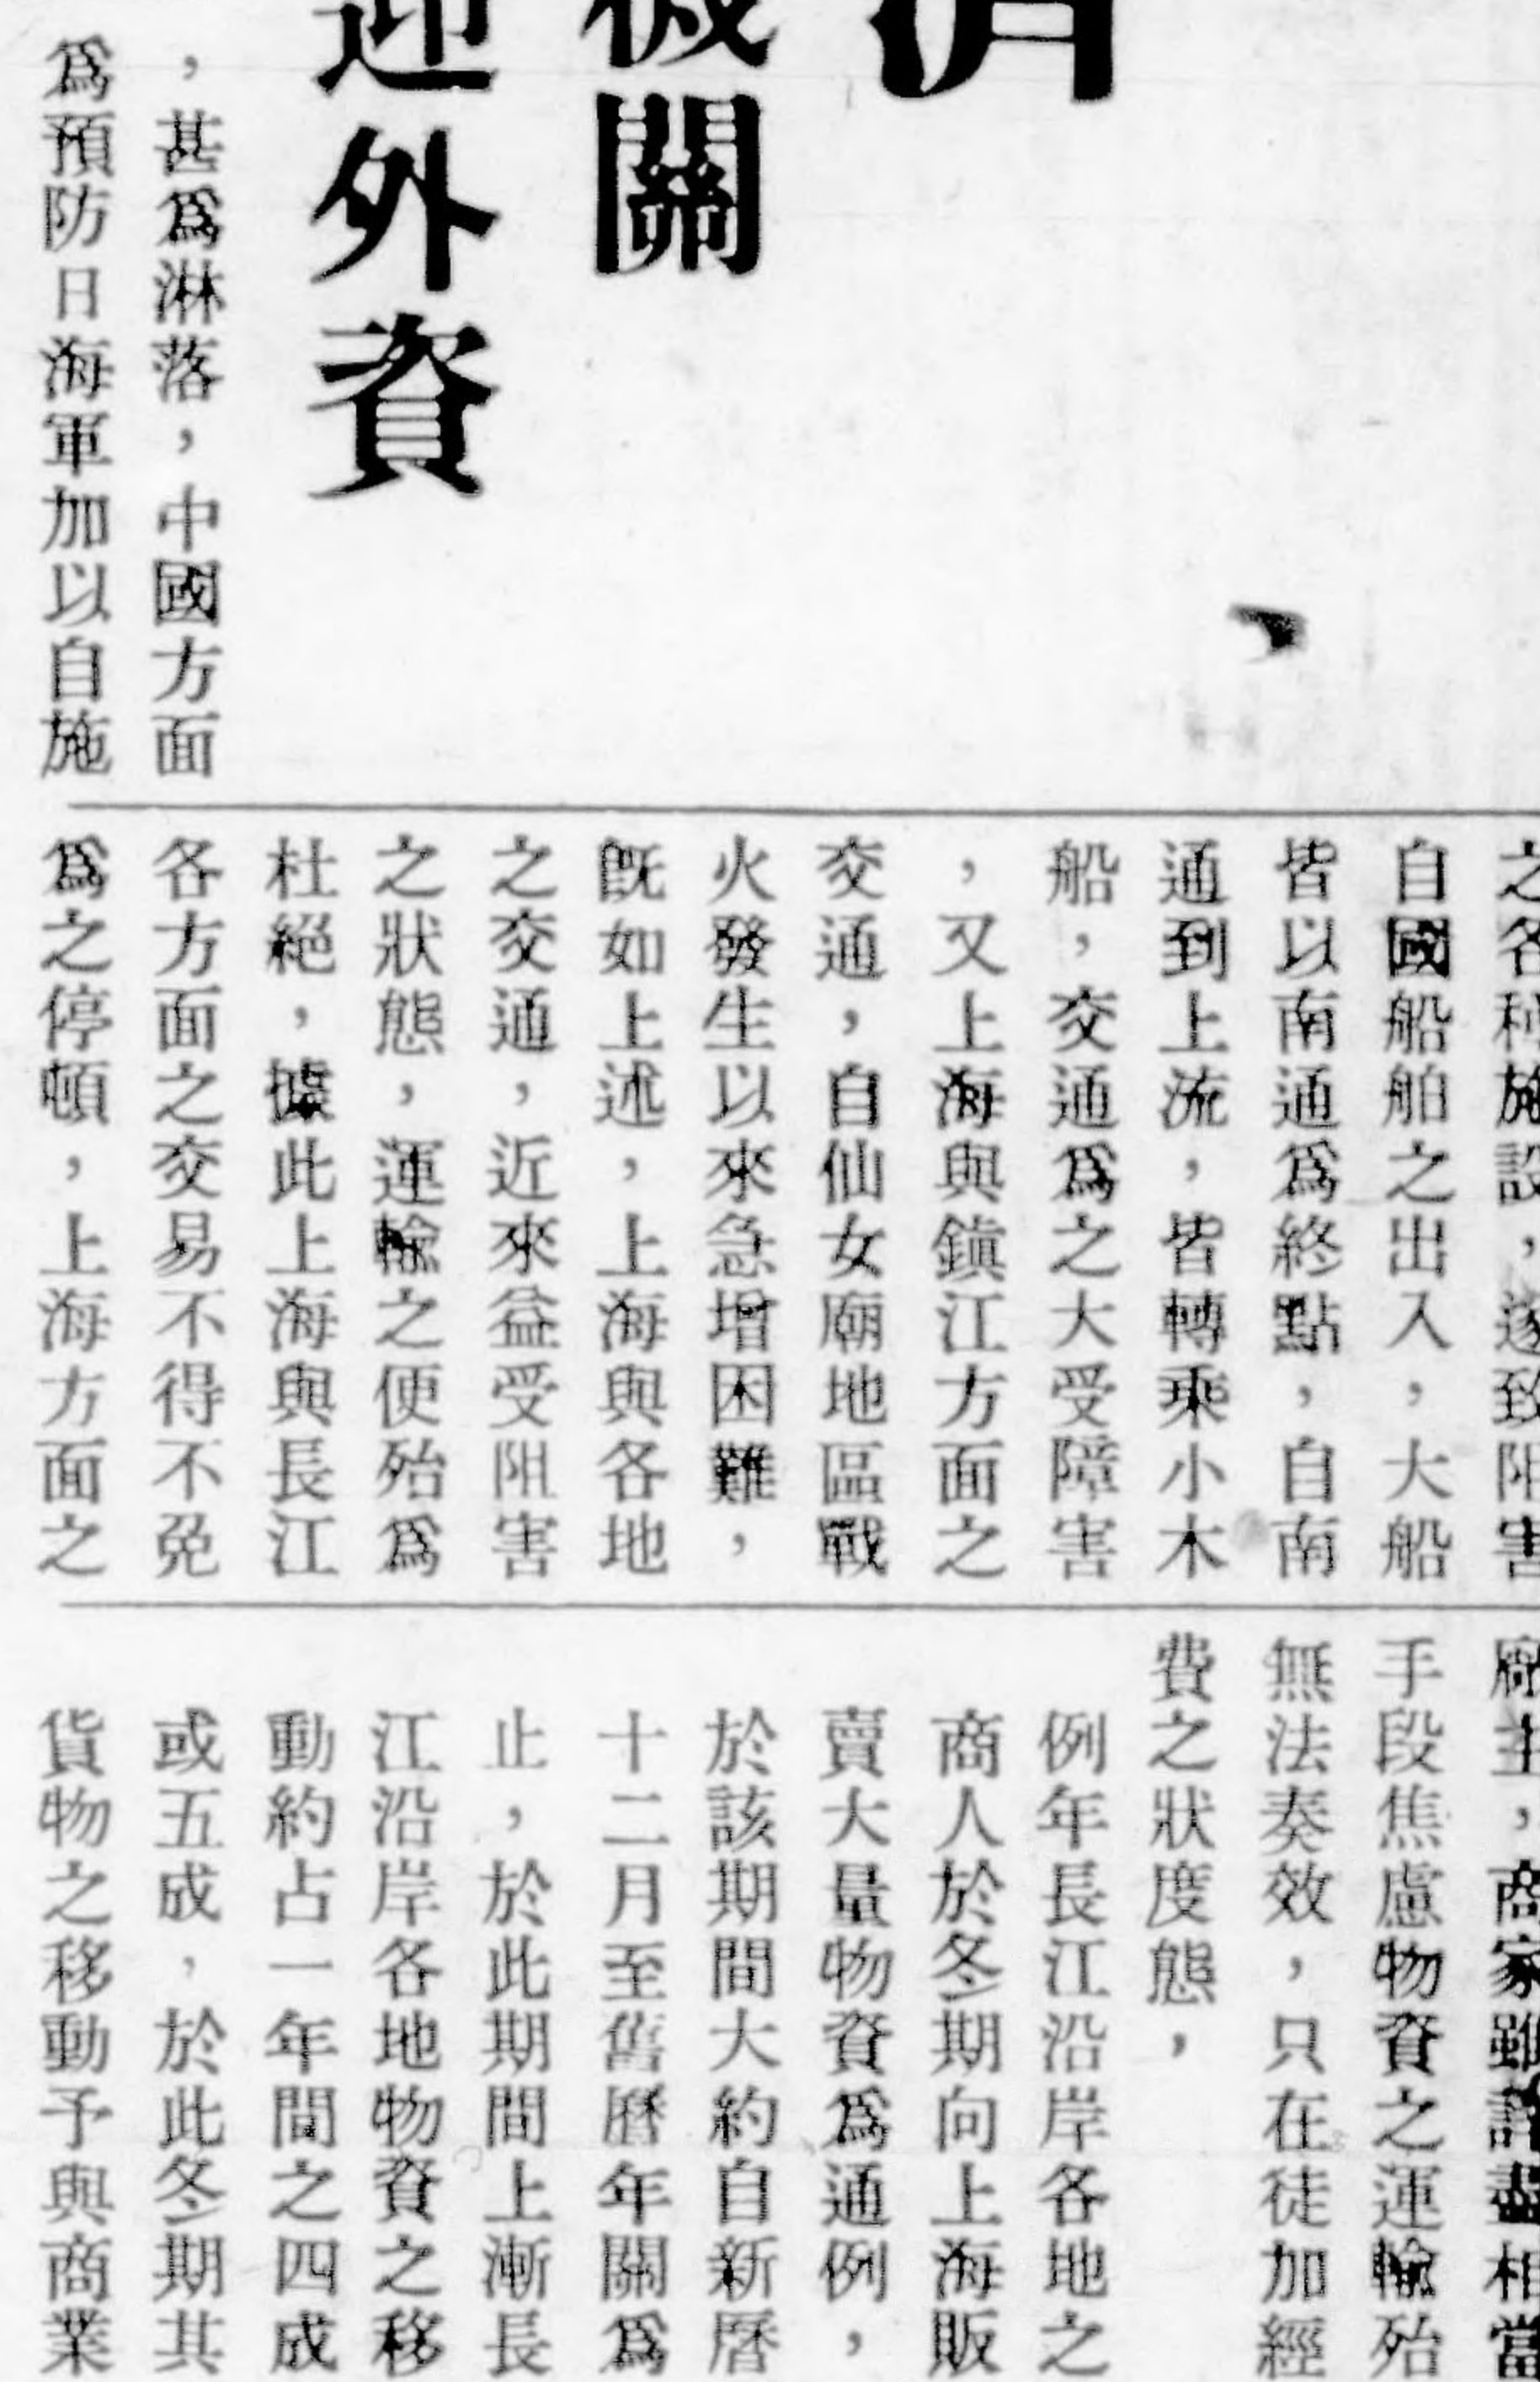 機關
迎外資
，甚爲淋落，中國方面
爲預防日海軍加以自施
之各種施設，遂致阻害
自國船舶之出入，大船
皆以南通爲終點，自南
通到上流，皆轉乘小木
船，交通爲之大受障害
，又上海與鎭江方面之
交通，自仙女廟地區戰
火發生以來急增困難，
既如上述，上海與各地
之交通，近來益受阻害
之狀態，運輸之便殆爲
杜絕，據此上海與長江
各方面之交易不得不免
爲之停頓，上海方面之
廠主，商家雖許盡相當
手段焦慮物資之運輸殆
無法奏效，只在徒加經
費之狀度態，
例年長江沿岸各地之
商人於冬期向上海販
賣大量物資爲通例，
於該期間大約自新曆
十二月至舊曆年關爲
止，於此期間上漸長
江沿岸各地物資之移
動約占一年間之四成
或五成，於此冬期其
貨物之移動予與商業